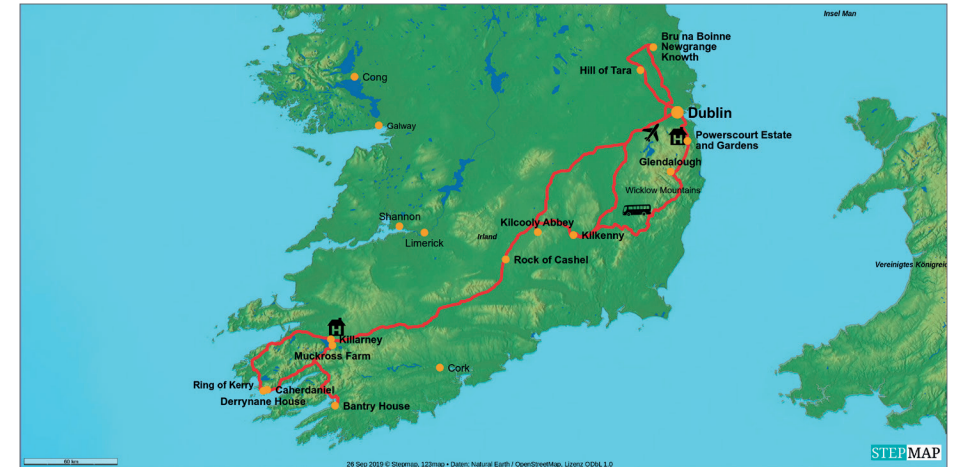 Insel Man
Bru na Boinne
Newgrange
Knowth
Hill of Tara
Cong
Dublin
Galway
Powerscourt Estate
and Gardens
Glendalough
Wicklow Mountains
Shannon
Kilcooly Abbey
Limerick
Irland
Kilkenny
Rock of Cashel
Vereinigtes Königreic
H
Killarney
Muckross Farm
Cork
Ring of Kerry
Caherdaniel
Derrynane House
Bantry House
STEPMAP
60 km
26 Sep 2019 © Stepmap, 123map • Daten: Natural Earth / OpenStreetMap, Lizenz ODbL 1.0